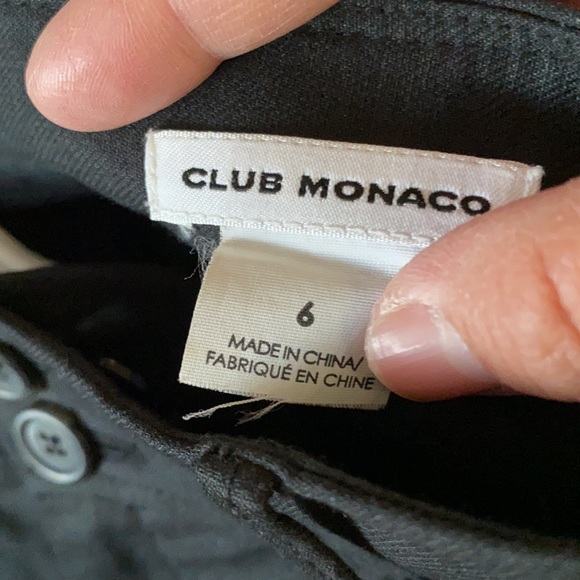 CLUB MONACO
6
MADE IN CHINA/
FABRIQUÉ EN CHINE